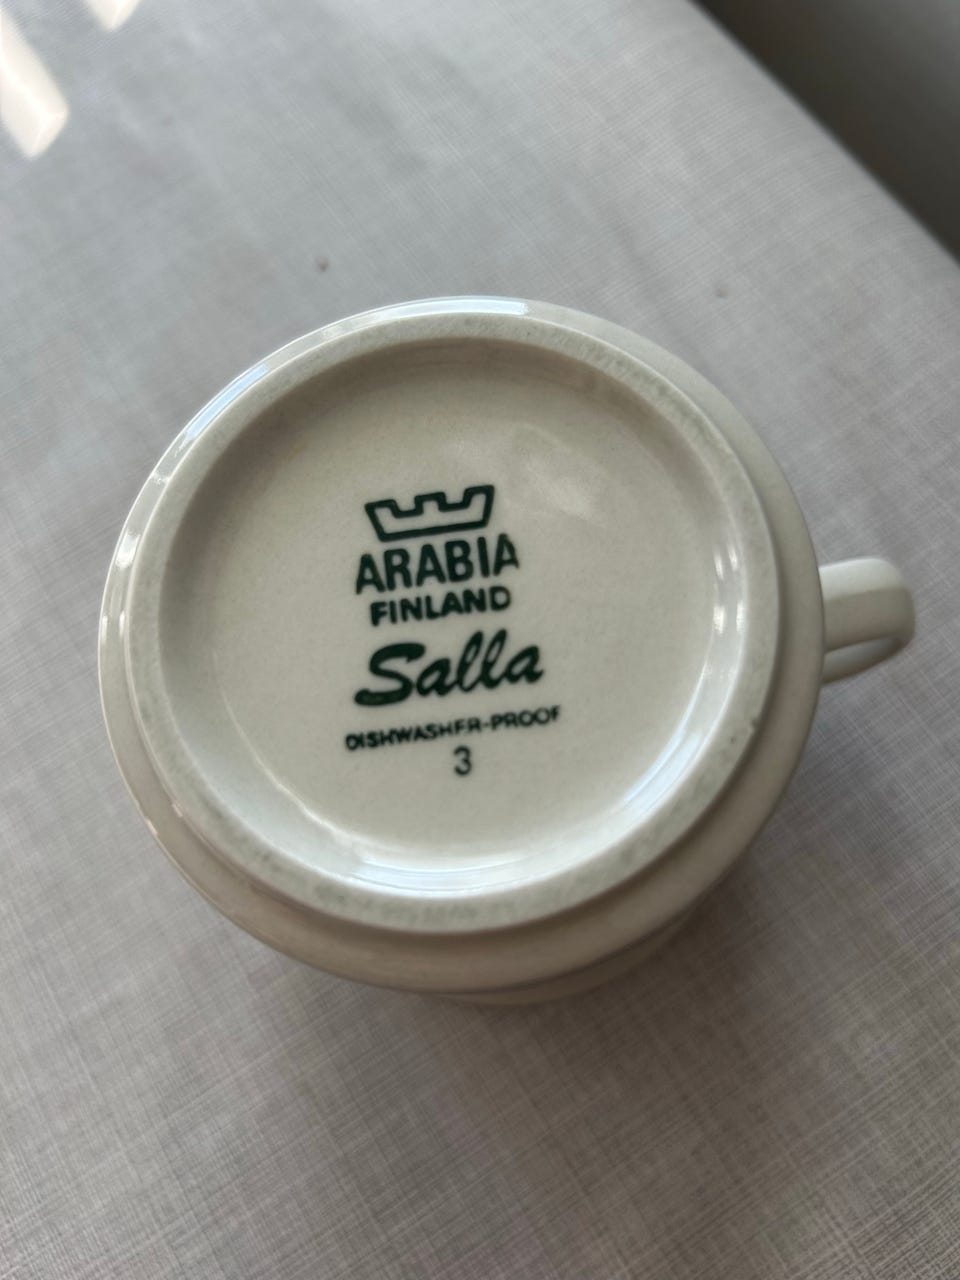 ARABIA
FINLAND
Salla
DISHWASHER-PROOF
3